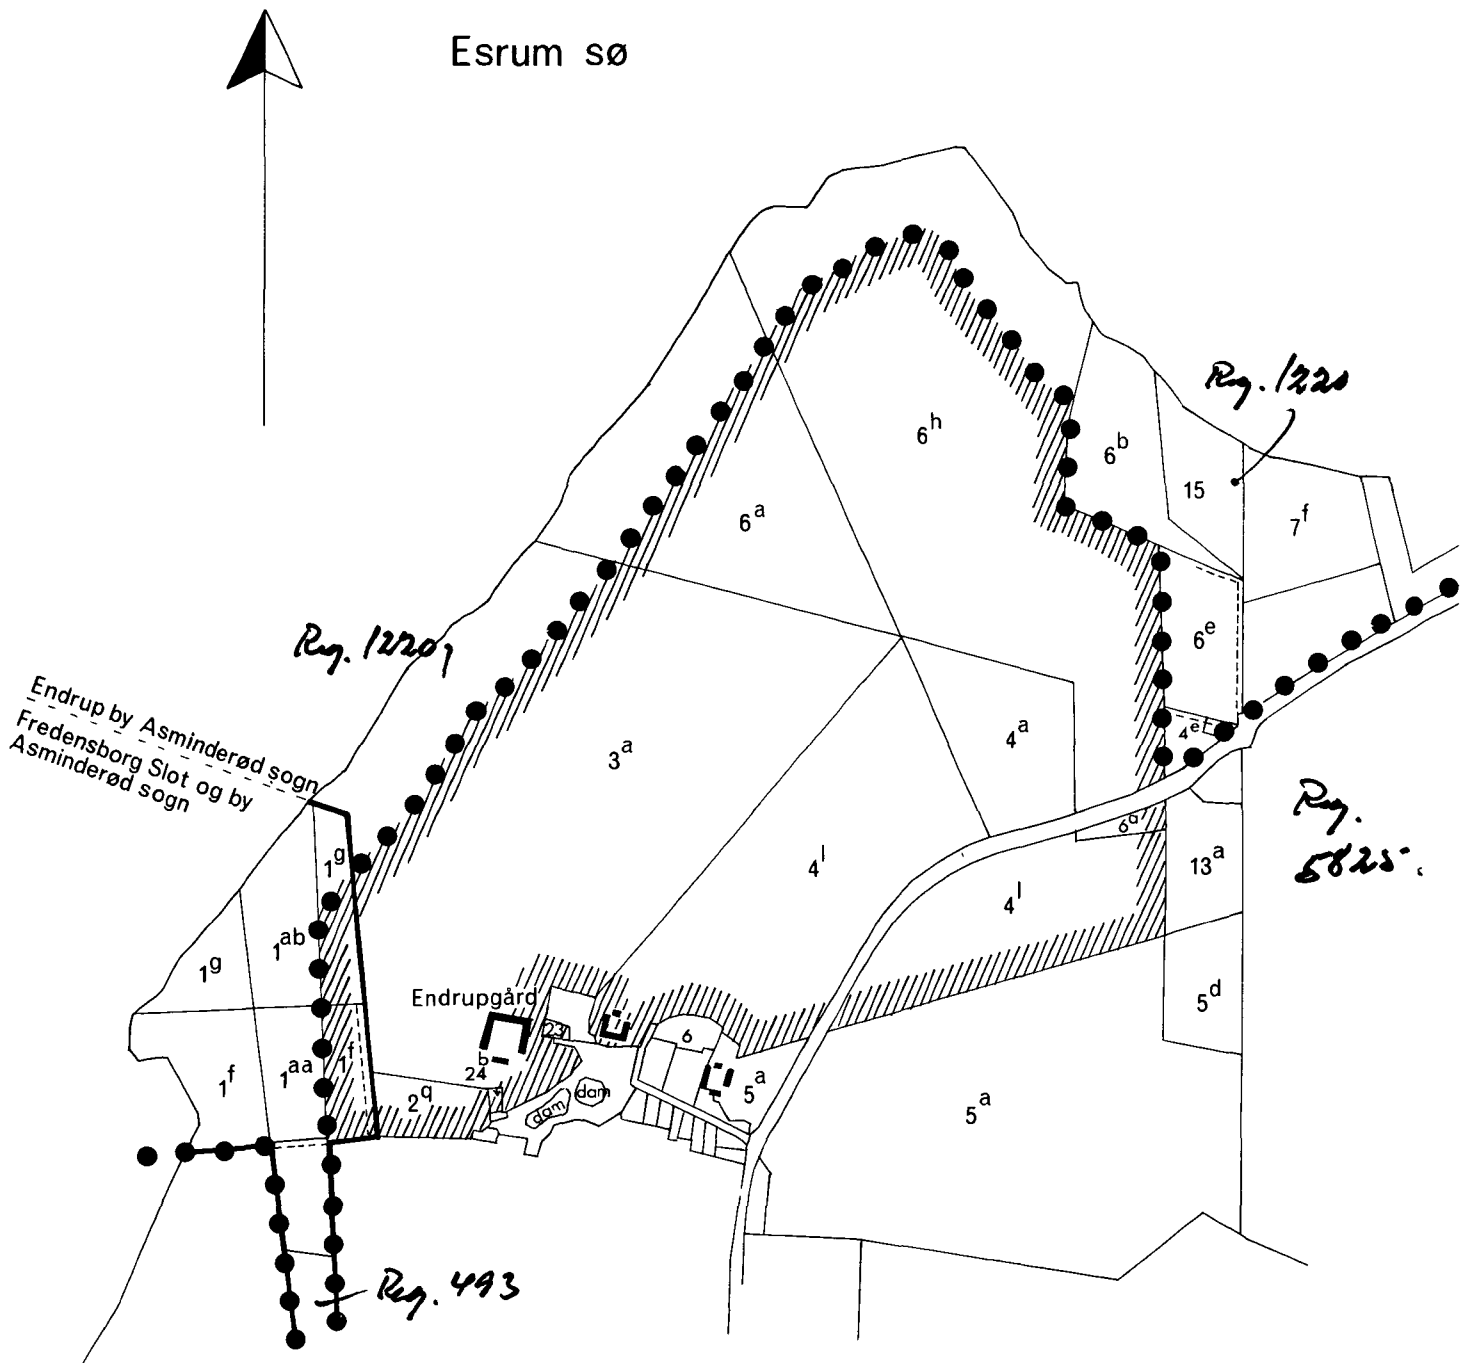 Esrum sø
Reg. 1220
6h
6b
15
7f
6a
6e
Reg. 1220
Endrup by Asminderød sogn
Fredensborg Slot og by
Asminderød sogn
3a
4a
4e
6g
Reg.
5825.
1g
13a
4l
4l
1ab
1g
Endrupgård
5d
23
6
1f
1aa
1f
b
24
2q
dam
dam
5a
5a
Reg. 493